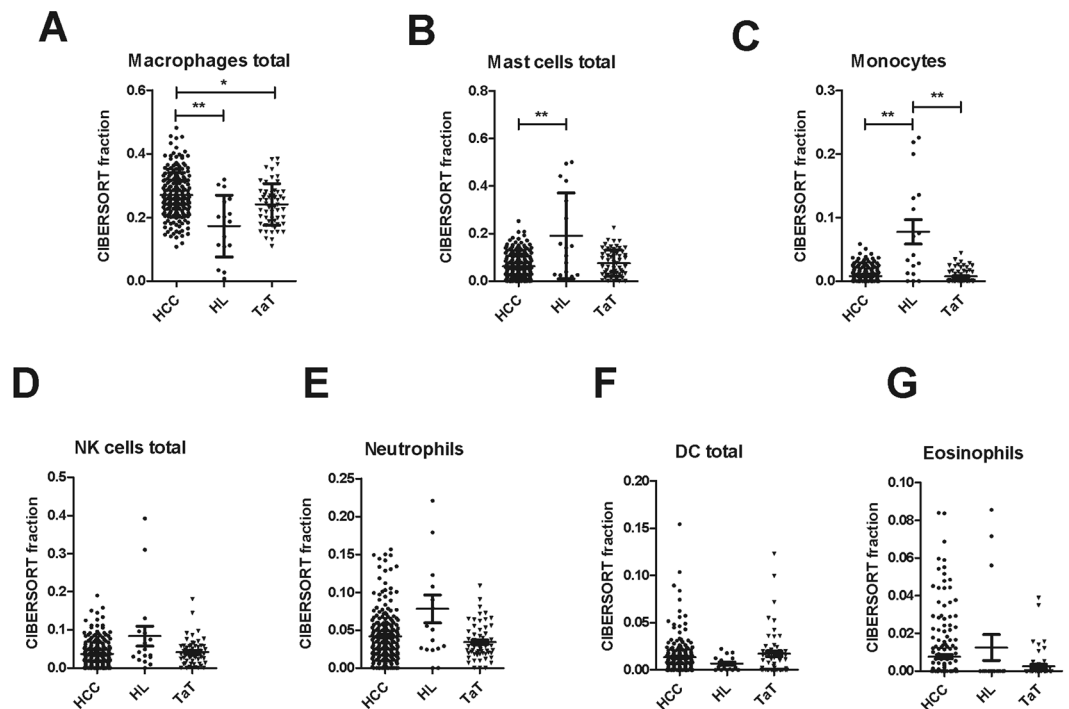 A
Macrophages total
CIBERSORT fraction
0.6
0.4
0.2
0.0
*
**
HCC
HL
TaT
B
Mast cells total
CIBERSORT fraction
0.8
0.6
0.4
0.2
0.0
**
HCC
HL
TaT
C
Monocytes
CIBERSORT fraction
0.3
0.2
0.1
0.0
**
**
HCC
HL
TaT
D
NK cells total
CIBERSORT fraction
0.5
0.4
0.3
0.2
0.1
0.0
HCC
HL
TaT
E
Neutrophils
CIBERSORT fraction
0.25
0.20
0.15
0.10
0.05
0.00
HCC
HL
TaT
F
DC total
CIBERSORT fraction
0.20
0.15
0.10
0.05
0.00
HCC
HL
TaT
G
Eosinophils
CIBERSORT fraction
0.10
0.08
0.06
0.04
0.02
0.00
HCC
HL
TaT